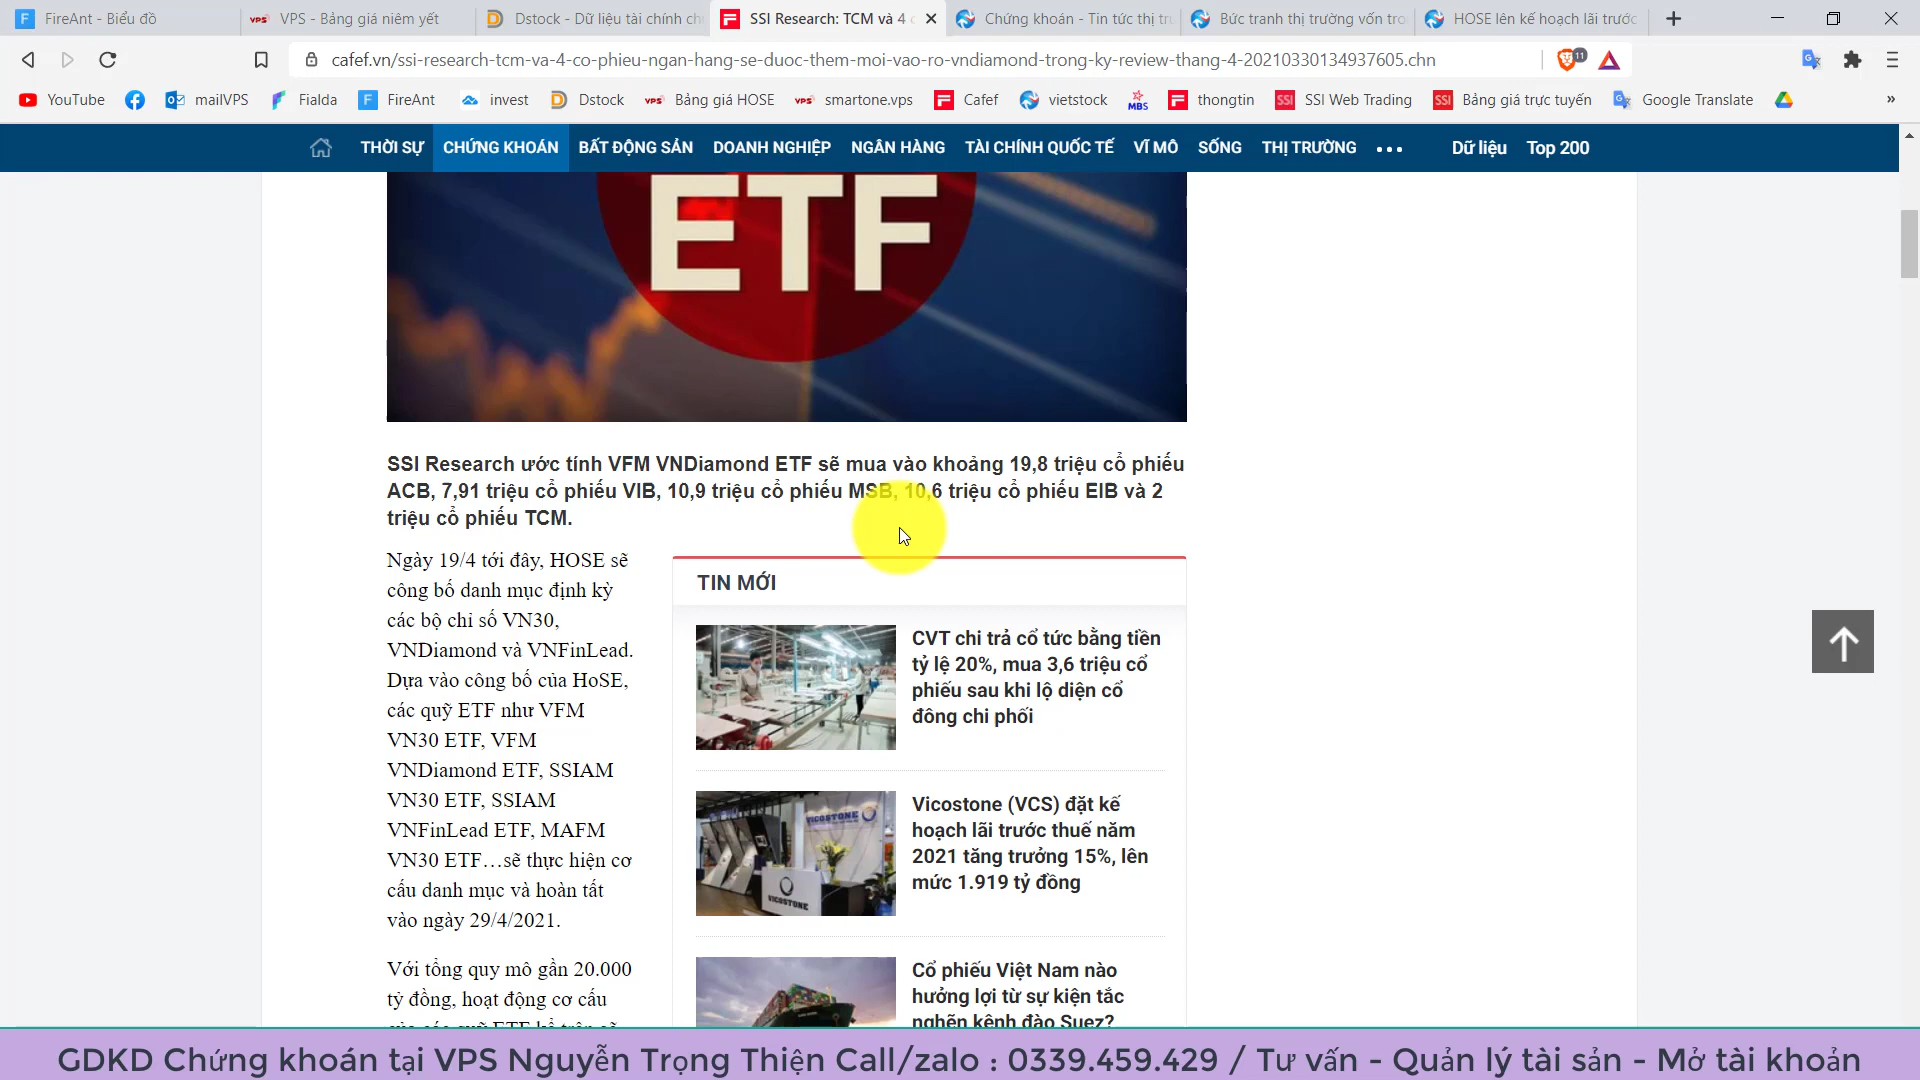 FireAnt - Biểu đồ
VPS - Bảng giá niêm yết
Dstock - Dữ liệu tài chính ch
SSI Research: TCM và 4
Chứng khoán - Tin tức thị trư
Bức tranh thị trường vốn tro
HOSE lên kế hoạch lãi trước
cafef.vn/ssi-research-tcm-va-4-co-phieu-ngan-hang-se-duoc-them-moi-vao-ro-vndiamond-trong-ky-review-thang-4-20210330134937605.chn
11
YouTube
mailVPS
Fialda
FireAnt
invest
Dstock
Bảng giá HOSE
smartone.vps
Cafef
vietstock
MBS
thongtin
SSI Web Trading
Bảng giá trực tuyến
Google Translate
»
THỜI SỰ
CHỨNG KHOÁN
BẤT ĐỘNG SẢN
DOANH NGHIỆP
NGÂN HÀNG
TÀI CHÍNH QUỐC TẾ
VĨ MÔ
SỐNG
THỊ TRƯỜNG
Dữ liệu
Top 200
ETF
SSI Research ước tính VFM VNDiamond ETF sẽ mua vào khoảng 19,8 triệu cổ phiếu
ACB, 7,91 triệu cổ phiếu VIB, 10,9 triệu cổ phiếu MSB, 10,6 triệu cổ phiếu EIB và 2
triệu cổ phiếu TCM.
Ngày 19/4 tới đây, HOSE sẽ
công bố danh mục định kỳ
các bộ chỉ số VN30,
VNDiamond và VNFinLead.
Dựa vào công bố của HoSE,
các quỹ ETF như VFM
VN30 ETF, VFM
VNDiamond ETF, SSIAM
VN30 ETF, SSIAM
VNFinLead ETF, MAFM
VN30 ETF…sẽ thực hiện cơ
cấu danh mục và hoàn tất
vào ngày 29/4/2021.
Với tổng quy mô gần 20.000
tỷ đồng, hoạt động cơ cấu
của các quỹ ETF kể trên sẽ
TIN MỚI
CVT chi trả cổ tức bằng tiền
tỷ lệ 20%, mua 3,6 triệu cổ
phiếu sau khi lộ diện cổ
đông chi phối
VICOSTONE
VICOSTONE
Vicostone (VCS) đặt kế
hoạch lãi trước thuế năm
2021 tăng trưởng 15%, lên
mức 1.919 tỷ đồng
Cổ phiếu Việt Nam nào
hưởng lợi từ sự kiện tắc
nghẽn kênh đào Suez?
GDKD Chứng khoán tại VPS Nguyễn Trọng Thiện Call/zalo : 0339.459.429 / Tư vấn - Quản lý tài sản - Mở tài khoản